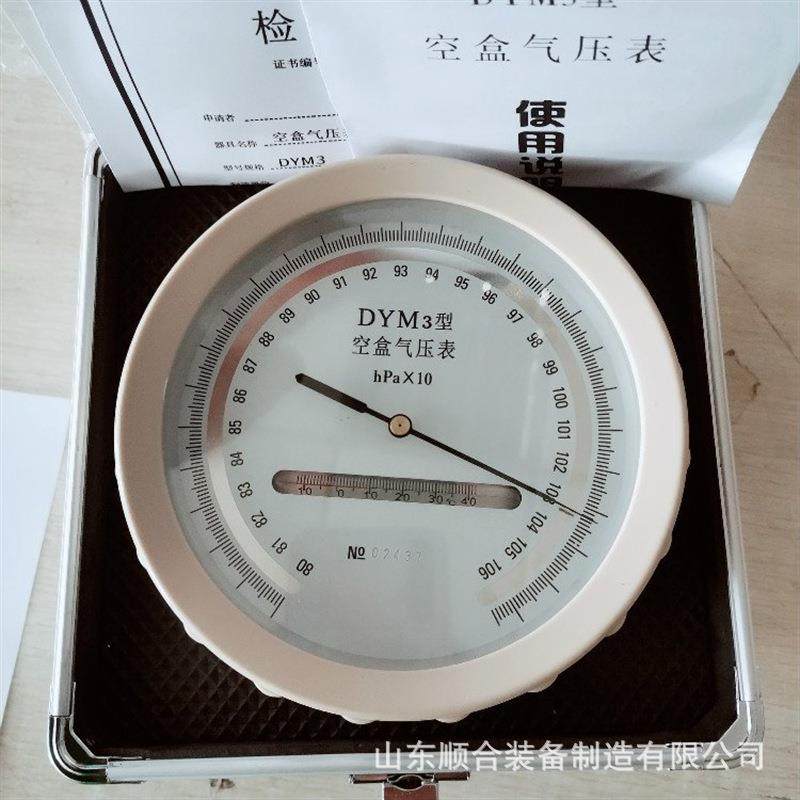 检
证书编号
申请者
器具名称 空盒气压表
型号规格 DYM3
DYM3型
空盒气压表
使用说明
80 81 82 83 84 85 86 87 88 89 90 91 92 93 94 95 96 97 98 99 100 101 102 103 104 105 106
DYM3型
空盒气压表
hPa×10
10 0 10 20 30 °C 40
№ 02437
山东顺合装备制造有限公司